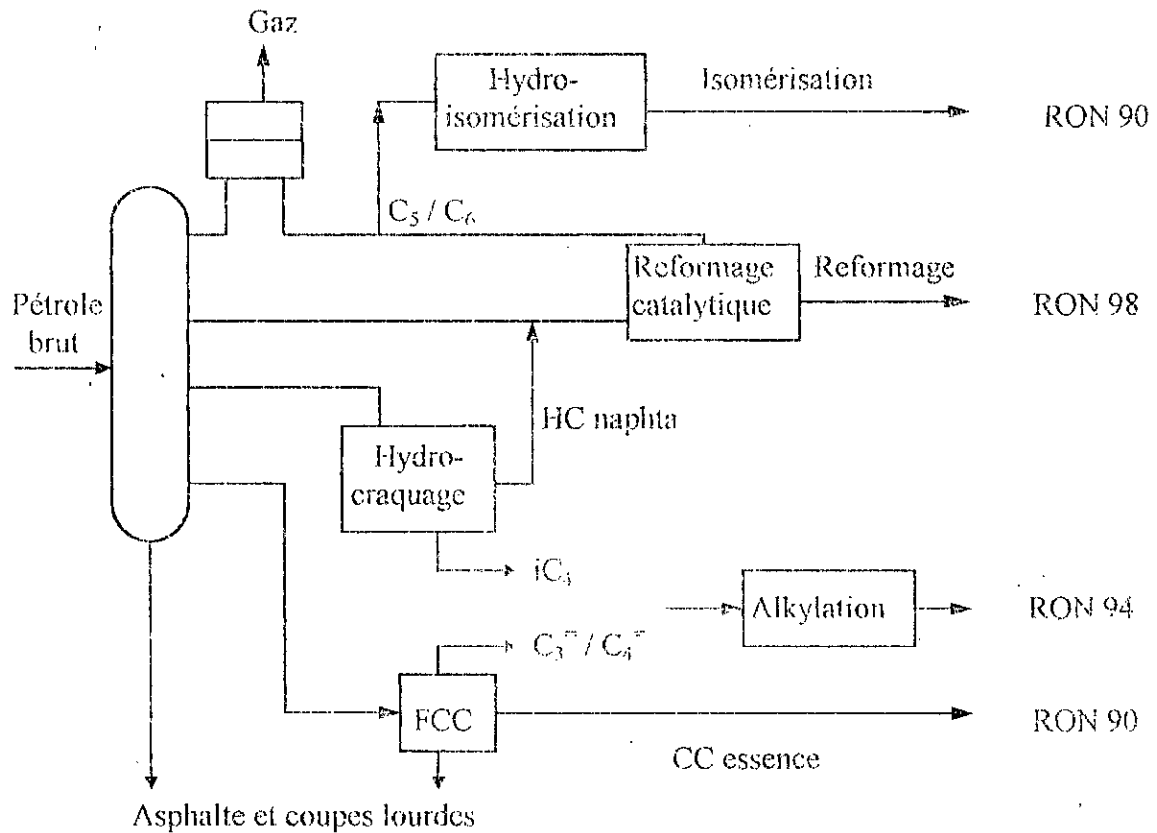 Gaz
Hydro-
isomérisation
Isomérisation
RON 90
C₅ / C₆
Reformage
catalytique
Reformage
RON 98
Pétrole
brut
HC naphta
Hydro-
craquage
iC₄
Alkylation
RON 94
C₃⁼ / C₄⁼
FCC
RON 90
CC essence
Asphalte et coupes lourdes